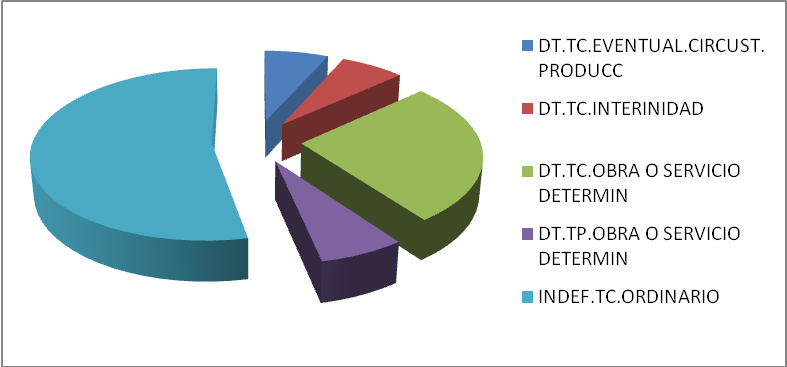 DT.TC.EVENTUAL.CIRCUST.
PRODUCC
DT.TC.INTERINIDAD
DT.TC.OBRA O SERVICIO
DETERMIN
DT.TP.OBRA O SERVICIO
DETERMIN
INDEF.TC.ORDINARIO